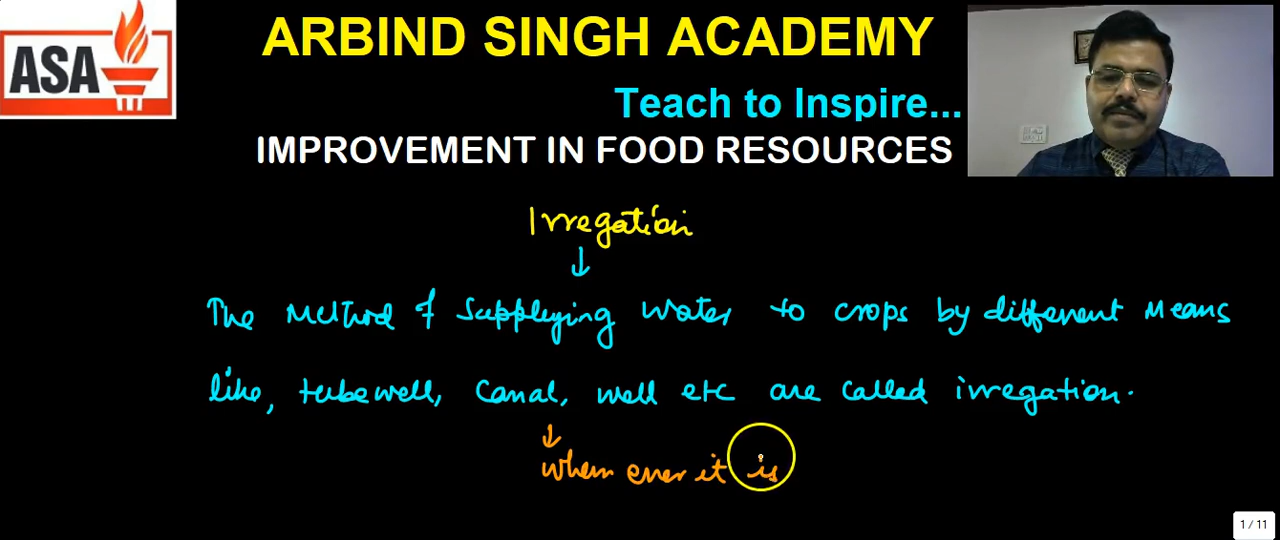 ASA
ARBIND SINGH ACADEMY
Teach to Inspire...
IMPROVEMENT IN FOOD RESOURCES
Irregation
The Method of Supplying Water to crops by different Means
like, tubewell, Canal, well etc are called irregation.
when ever it is
1 / 11